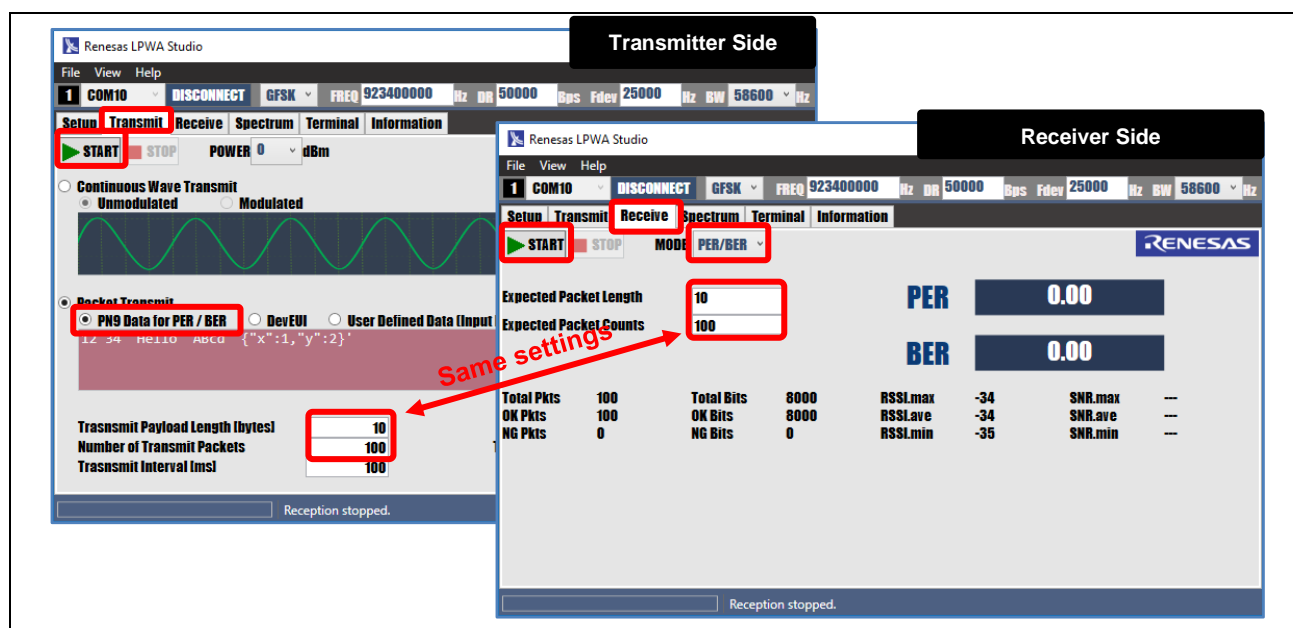 Transmitter Side
Renesas LPWA Studio
File View Help
1 COM10 DISCONNECT GFSK FREQ 923400000 Hz DR 50000 Bps Fdev 25000 Hz BW 58600 Hz
Setup Transmit Receive Spectrum Terminal Information
START STOP POWER 0 dBm
Continuous Wave Transmit
Unmodulated Modulated
Packet Transmit
PN9 Data for PER / BER DevEUI User Defined Data (Input
12 34 'Hello' 'ABcd' '{"x":1,"y":2}'
Trasnsmit Payload Length [bytes] 10
Number of Transmit Packets 100
Trasnsmit Interval [ms] 100
Reception stopped.
Same settings
Receiver Side
Renesas LPWA Studio
File View Help
1 COM10 DISCONNECT GFSK FREQ 923400000 Hz DR 50000 Bps Fdev 25000 Hz BW 58600 Hz
Setup Transmit Receive Spectrum Terminal Information
START STOP MODE PER/BER
RENESAS
Expected Packet Length 10 PER 0.00
Expected Packet Counts 100
BER 0.00
Total Pkts 100 Total Bits 8000 RSSI.max -34 SNR.max ---
OK Pkts 100 OK Bits 8000 RSSI.ave -34 SNR.ave ---
NG Pkts 0 NG Bits 0 RSSI.min -35 SNR.min ---
Reception stopped.